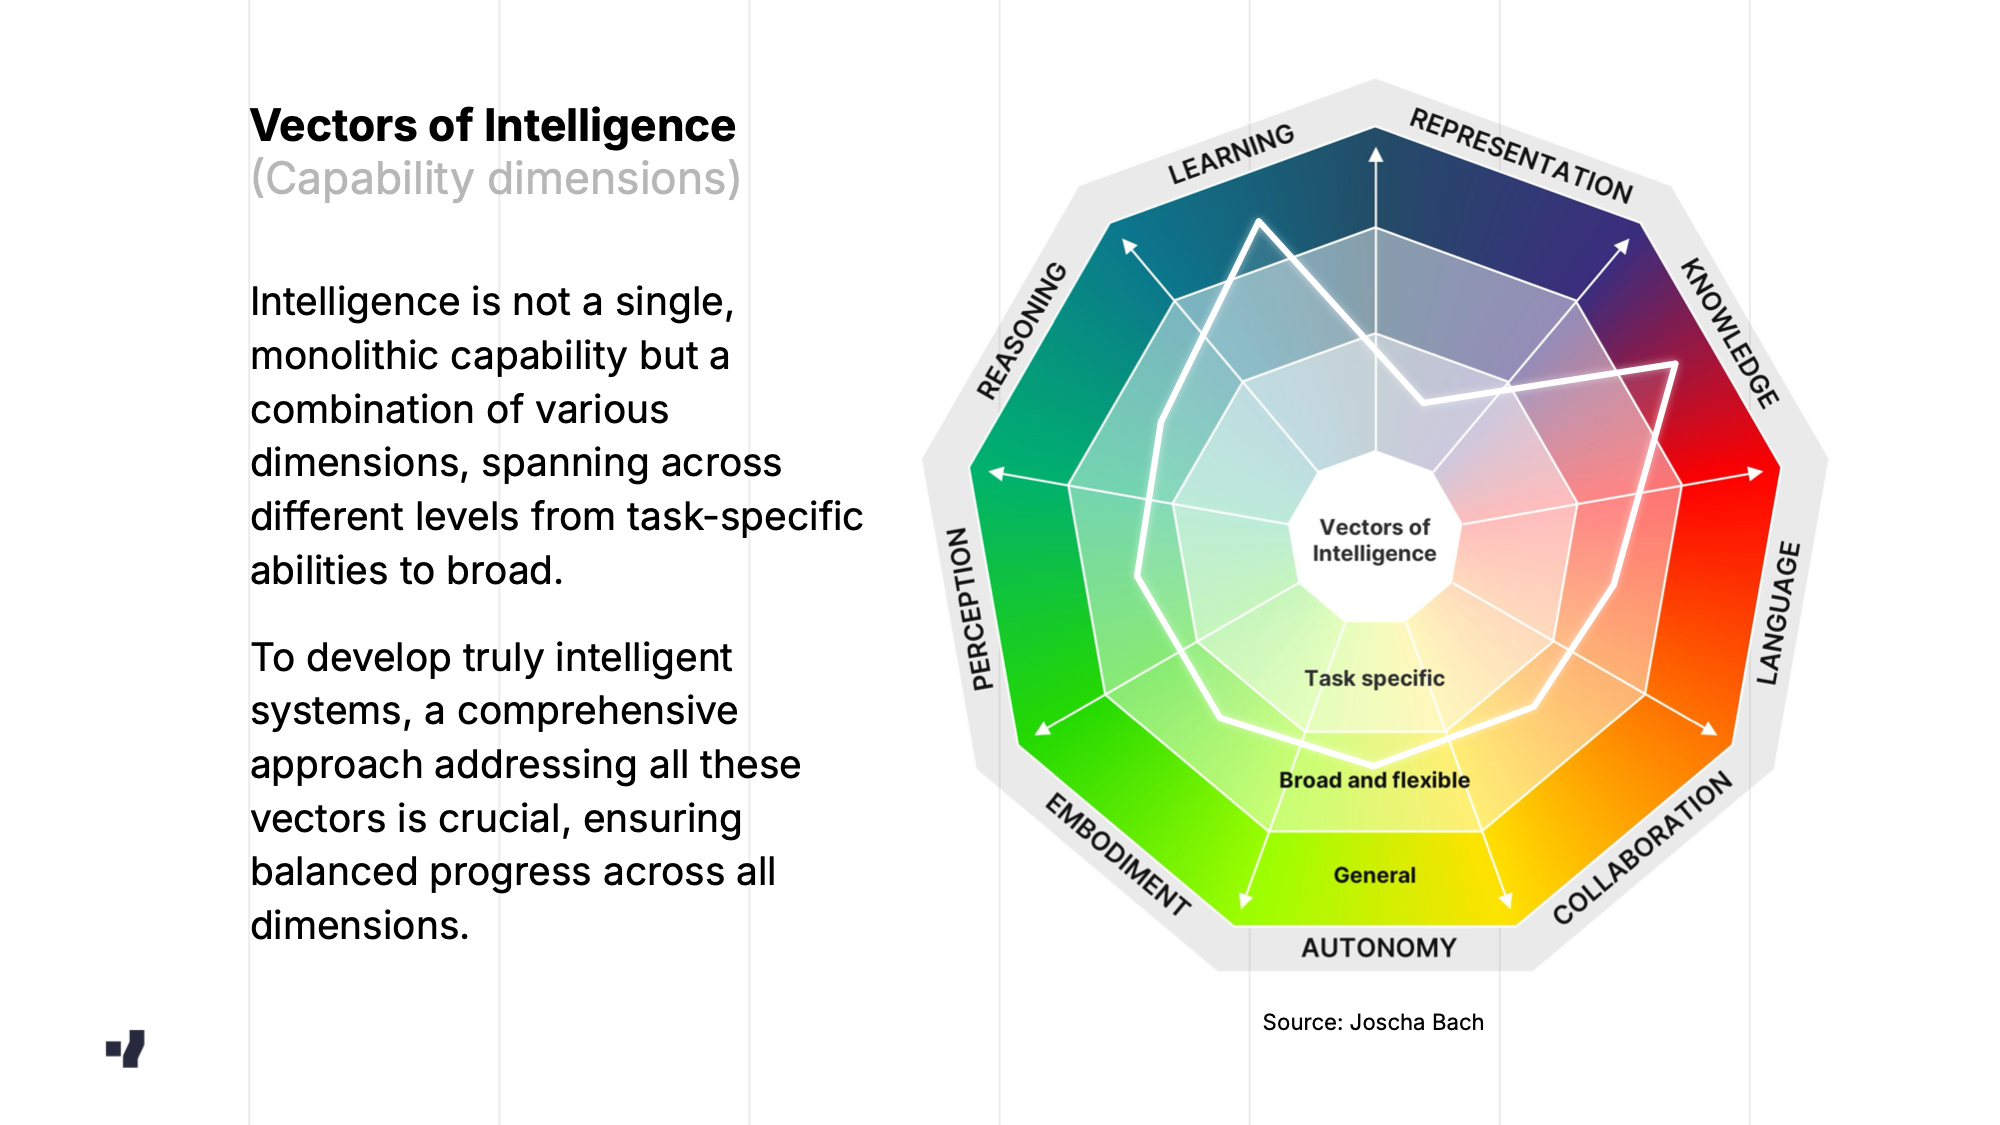 Vectors of Intelligence
(Capability dimensions)
Intelligence is not a single,
monolithic capability but a
combination of various
dimensions, spanning across
different levels from task-specific
abilities to broad.
To develop truly intelligent
systems, a comprehensive
approach addressing all these
vectors is crucial, ensuring
balanced progress across all
dimensions.
LEARNING
REPRESENTATION
KNOWLEDGE
LANGUAGE
COLLABORATION
AUTONOMY
EMBODIMENT
PERCEPTION
REASONING
Vectors of
Intelligence
Task specific
Broad and flexible
General
Source: Joscha Bach